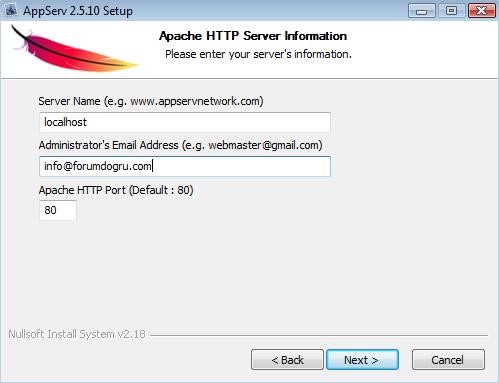 AppServ 2.5.10 Setup
Apache HTTP Server Information
Please enter your server's information.
Server Name (e.g. www.appservnetwork.com)
localhost
Administrator's Email Address (e.g. webmaster@gmail.com)
info@forumdogru.com
Apache HTTP Port (Default : 80)
80
Nullsoft Install System v2.18
< Back
Next >
Cancel